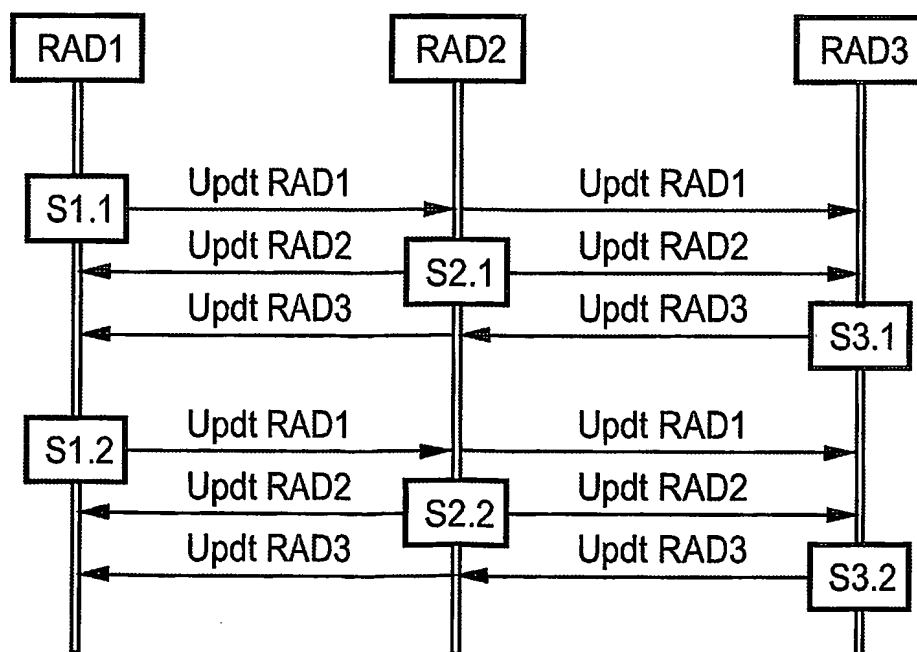 RAD1 RAD2 RAD3
Updt RAD1 Updt RAD1
S1.1
Updt RAD2 Updt RAD2
S2.1
Updt RAD3 Updt RAD3
S3.1
Updt RAD1 Updt RAD1
S1.2
Updt RAD2 Updt RAD2
S2.2
Updt RAD3 Updt RAD3
S3.2